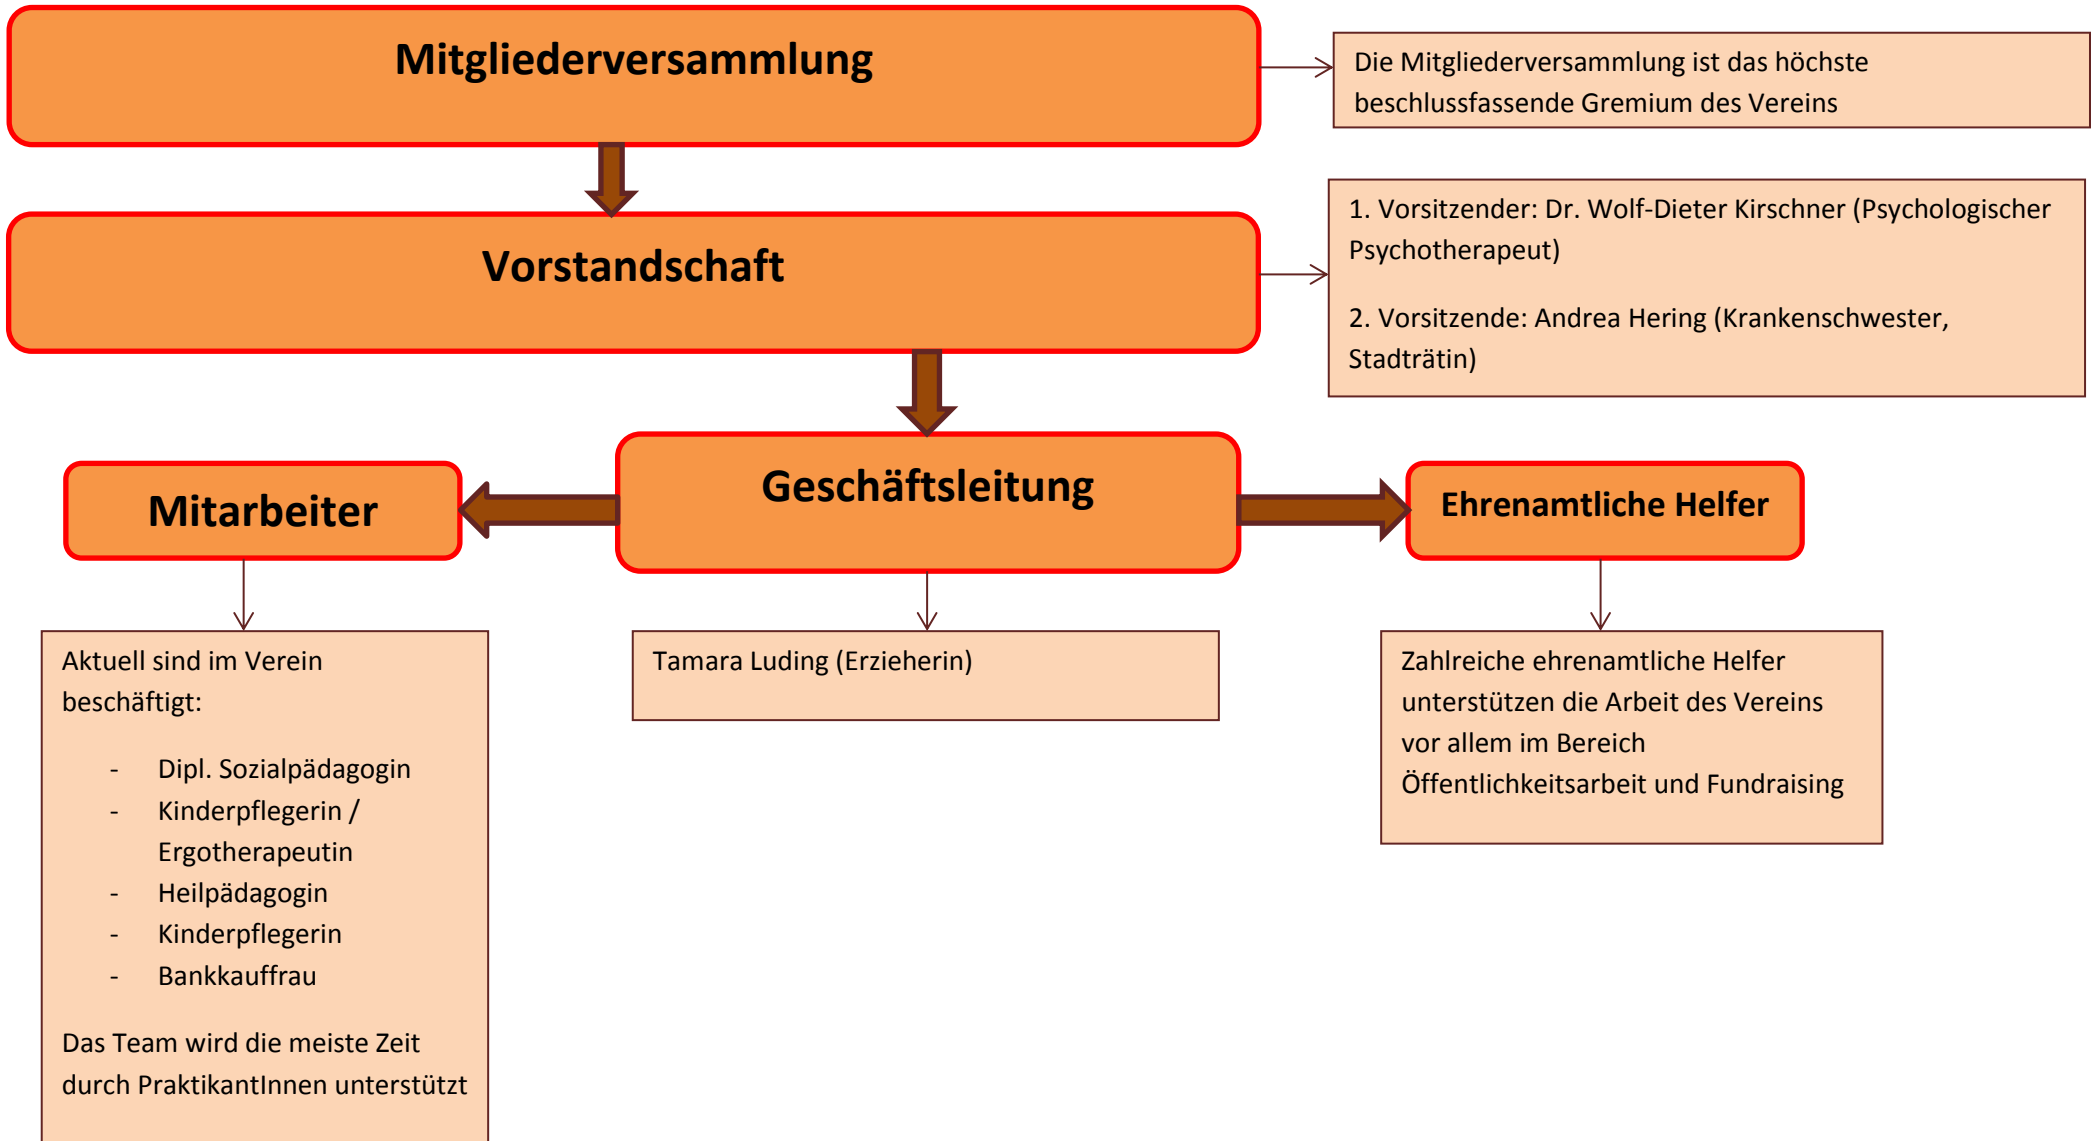 Mitgliederversammlung
Die Mitgliederversammlung ist das höchste
beschlussfassende Gremium des Vereins
Vorstandschaft
1. Vorsitzender: Dr. Wolf-Dieter Kirschner (Psychologischer
Psychotherapeut)
2. Vorsitzende: Andrea Hering (Krankenschwester,
Stadträtin)
Mitarbeiter
Geschäftsleitung
Ehrenamtliche Helfer
Aktuell sind im Verein
beschäftigt:
- Dipl. Sozialpädagogin
- Kinderpflegerin /
Ergotherapeutin
- Heilpädagogin
- Kinderpflegerin
- Bankkauffrau
Das Team wird die meiste Zeit
durch PraktikantInnen unterstützt
Tamara Luding (Erzieherin)
Zahlreiche ehrenamtliche Helfer
unterstützen die Arbeit des Vereins
vor allem im Bereich
Öffentlichkeitsarbeit und Fundraising